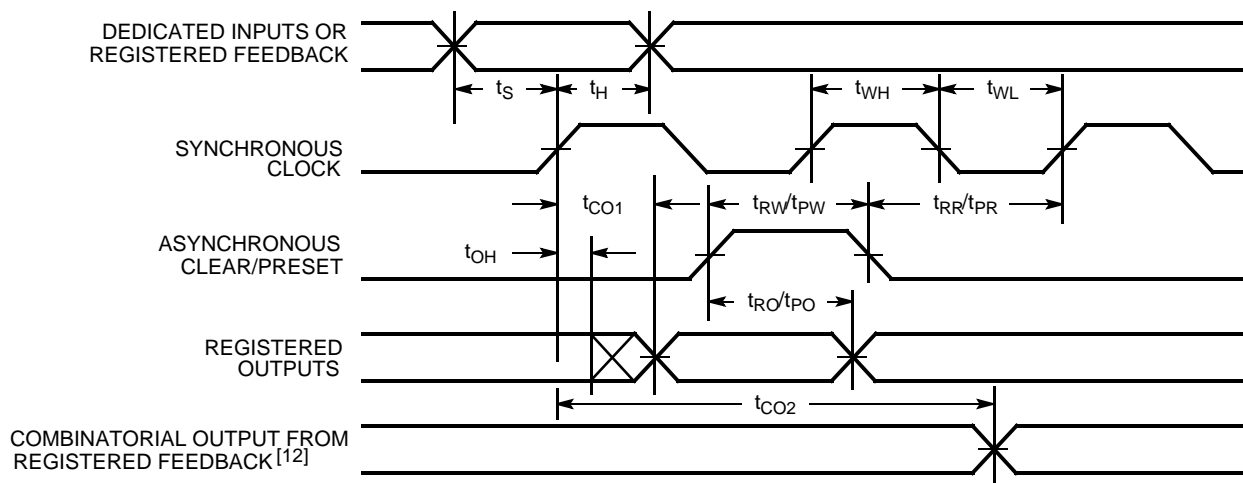 DEDICATED INPUTS OR
REGISTERED FEEDBACK
tS
tH
tWH
tWL
SYNCHRONOUS
CLOCK
tCO1
tRW/tPW
tRR/tPR
ASYNCHRONOUS
CLEAR/PRESET
tOH
tRO/tPO
REGISTERED
OUTPUTS
tCO2
COMBINATORIAL OUTPUT FROM
REGISTERED FEEDBACK[12]